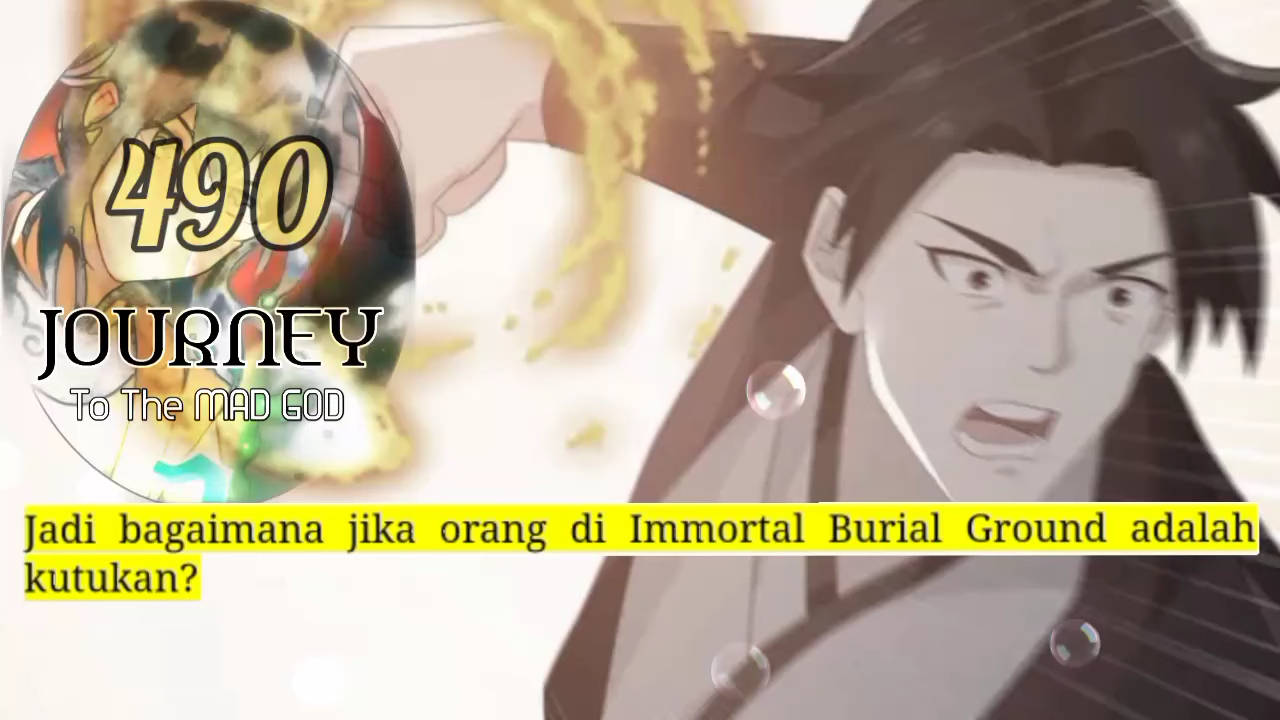 490
JOURNEY
To The MAD GOD
Jadi bagaimana jika orang di Immortal Burial Ground adalah
kutukan?